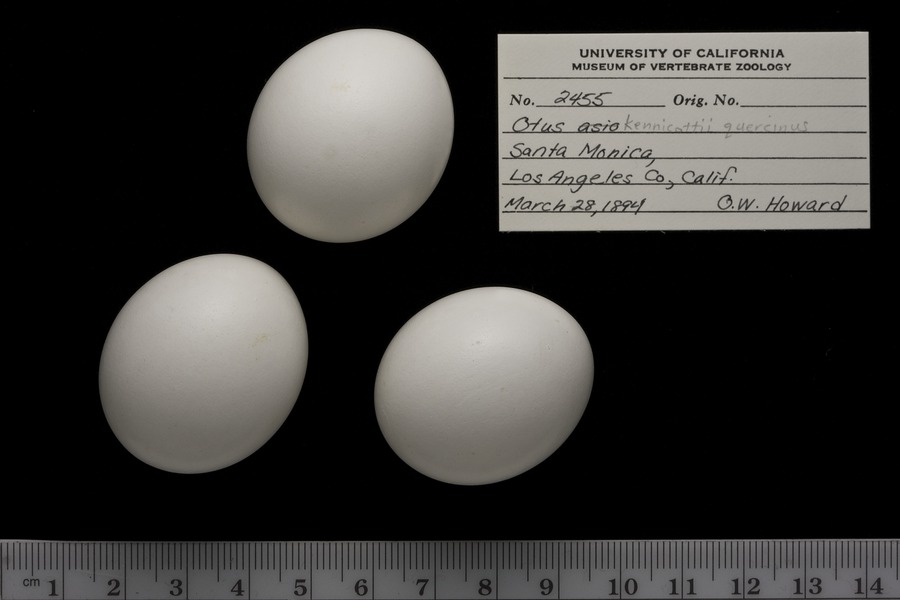 UNIVERSITY OF CALIFORNIA
MUSEUM OF VERTEBRATE ZOOLOGY
No. 2455 Orig. No.
Otus asio kennicottii quercinus
Santa Monica,
Los Angeles Co., Calif.
March 28, 1894 O.W. Howard
cm 1 2 3 4 5 6 7 8 9 10 11 12 13 14